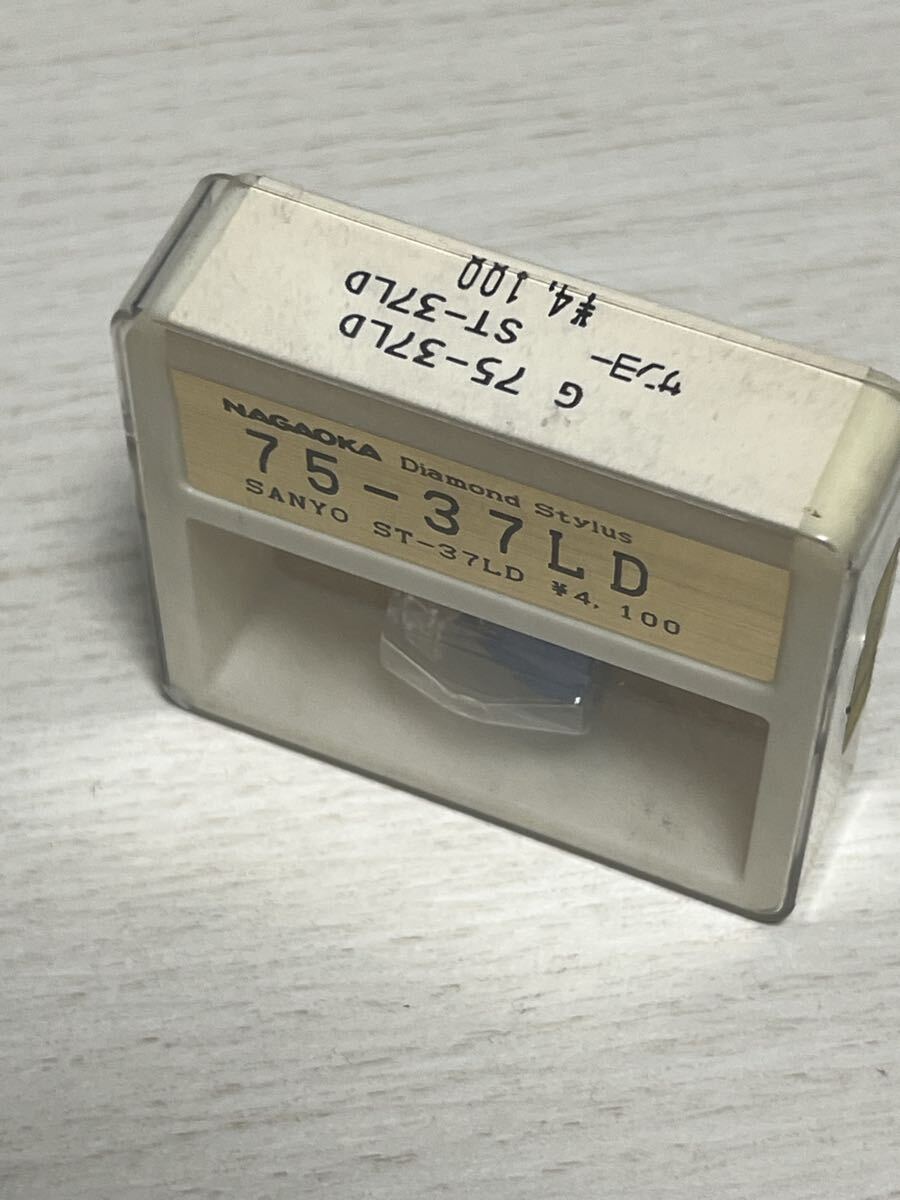 G 75-37LD
サンヨー ST-37LD
¥4,100
NAGAOKA Diamond Stylus
75-37LD
SANYO ST-37LD ¥4,100